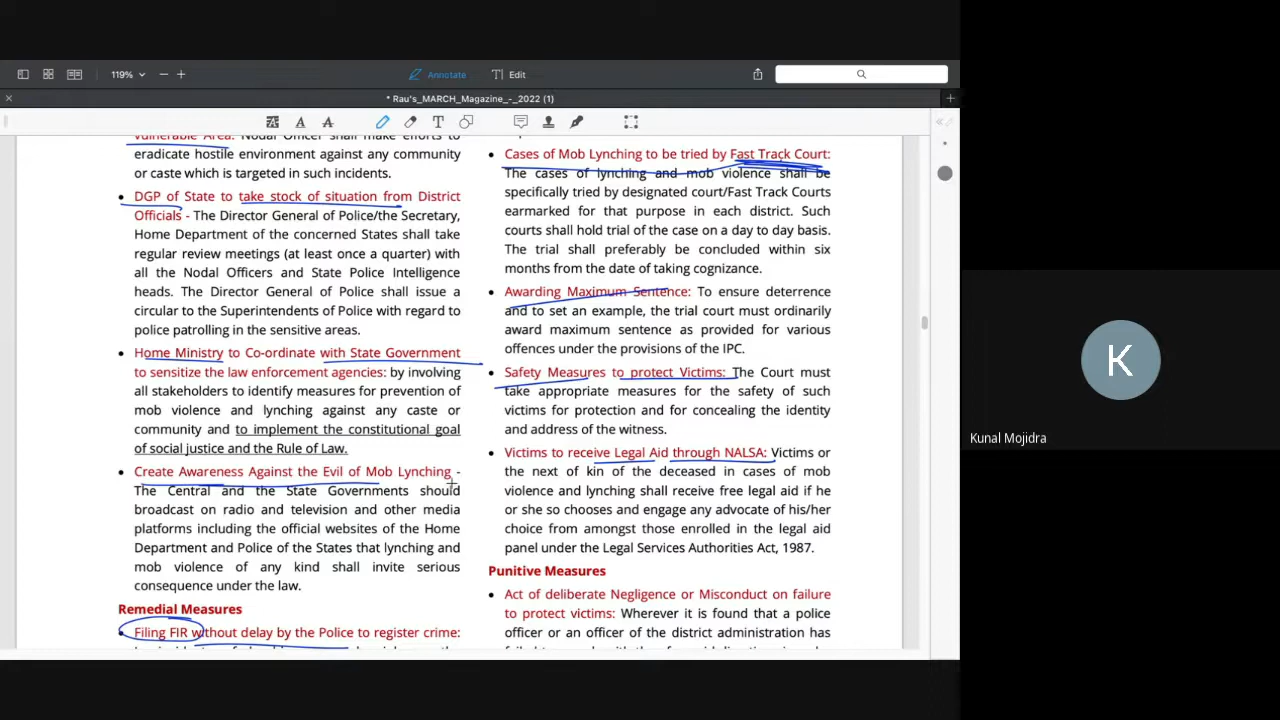 119%
Annotate
Edit
* Rau's_MARCH_Magazine_-_2022 (1)
Vulnerable Area: Nodal Officer shall make efforts to
eradicate hostile environment against any community
or caste which is targeted in such incidents.
• DGP of State to take stock of situation from District
Officials - The Director General of Police/the Secretary,
Home Department of the concerned States shall take
regular review meetings (at least once a quarter) with
all the Nodal Officers and State Police Intelligence
heads. The Director General of Police shall issue a
circular to the Superintendents of Police with regard to
police patrolling in the sensitive areas.
• Home Ministry to Co-ordinate with State Government
to sensitize the law enforcement agencies: by involving
all stakeholders to identify measures for prevention of
mob violence and lynching against any caste or
community and to implement the constitutional goal
of social justice and the Rule of Law.
• Create Awareness Against the Evil of Mob Lynching -
The Central and the State Governments should
broadcast on radio and television and other media
platforms including the official websites of the Home
Department and Police of the States that lynching and
mob violence of any kind shall invite serious
consequence under the law.
Remedial Measures
• Filing FIR without delay by the Police to register crime:
• Cases of Mob Lynching to be tried by Fast Track Court:
The cases of lynching and mob violence shall be
specifically tried by designated court/Fast Track Courts
earmarked for that purpose in each district. Such
courts shall hold trial of the case on a day to day basis.
The trial shall preferably be concluded within six
months from the date of taking cognizance.
• Awarding Maximum Sentence: To ensure deterrence
and to set an example, the trial court must ordinarily
award maximum sentence as provided for various
offences under the provisions of the IPC.
• Safety Measures to protect Victims: The Court must
take appropriate measures for the safety of such
victims for protection and for concealing the identity
and address of the witness.
• Victims to receive Legal Aid through NALSA: Victims or
the next of kin of the deceased in cases of mob
violence and lynching shall receive free legal aid if he
or she so chooses and engage any advocate of his/her
choice from amongst those enrolled in the legal aid
panel under the Legal Services Authorities Act, 1987.
Punitive Measures
• Act of deliberate Negligence or Misconduct on failure
to protect victims: Wherever it is found that a police
officer or an officer of the district administration has
K
Kunal Mojidra